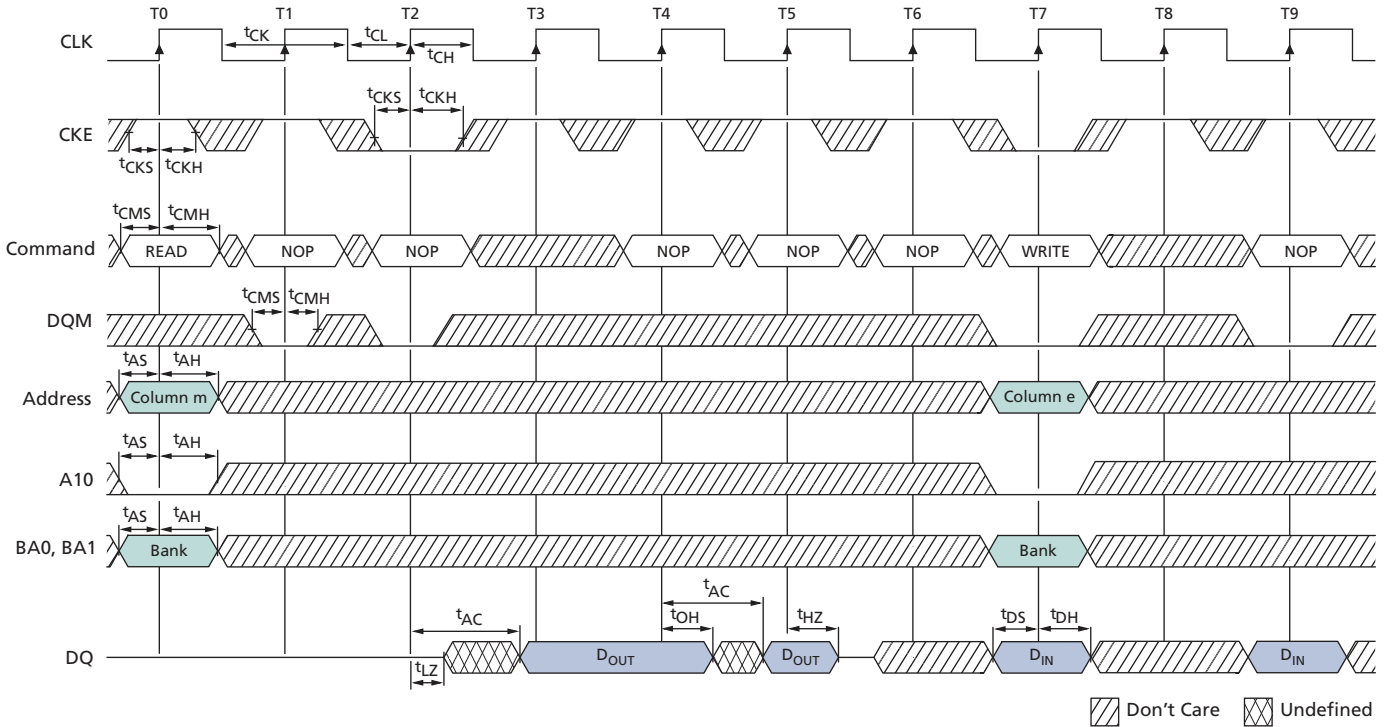 T0 T1 T2 T3 T4 T5 T6 T7 T8 T9
CLK tCK tCL
tCH
tCKS tCKH
CKE
tCKS tCKH
tCMS tCMH
Command READ NOP NOP NOP NOP NOP WRITE NOP
tCMS tCMH
DQM
tAS tAH
Address Column m Column e
tAS tAH
A10
tAS tAH
BA0, BA1 Bank Bank
tAC
tAC tOH tHZ tDS tDH
DQ DOUT DOUT DIN DIN
tLZ
Don't Care Undefined